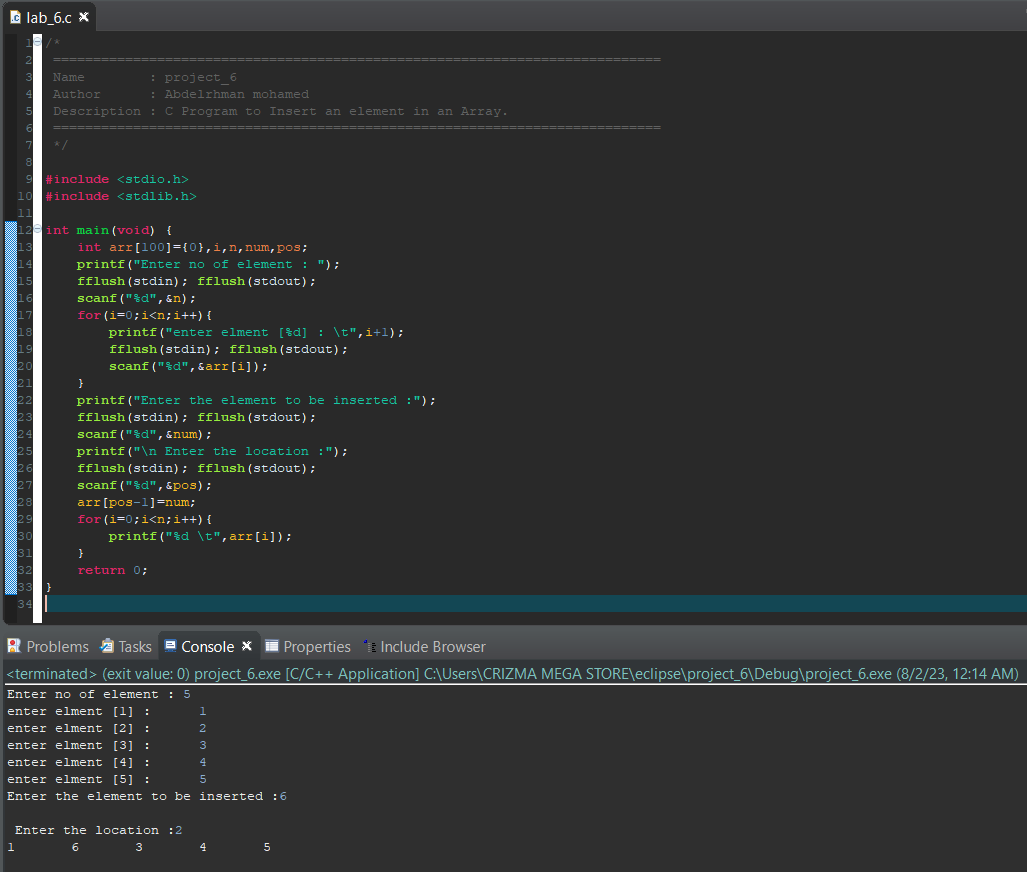 lab_6.c
1 /*
2 ============================================================================
3 Name        : project_6
4 Author      : Abdelrhman mohamed
5 Description : C Program to Insert an element in an Array.
6 ============================================================================
7 */
8
9 #include <stdio.h>
10 #include <stdlib.h>
11
12 int main(void) {
13     int arr[100]={0},i,n,num,pos;
14     printf("Enter no of element : ");
15     fflush(stdin); fflush(stdout);
16     scanf("%d",&n);
17     for(i=0;i<n;i++){
18         printf("enter elment [%d] : \t",i+1);
19         fflush(stdin); fflush(stdout);
20         scanf("%d",&arr[i]);
21     }
22     printf("Enter the element to be inserted :");
23     fflush(stdin); fflush(stdout);
24     scanf("%d",&num);
25     printf("\n Enter the location :");
26     fflush(stdin); fflush(stdout);
27     scanf("%d",&pos);
28     arr[pos-1]=num;
29     for(i=0;i<n;i++){
30         printf("%d \t",arr[i]);
31     }
32     return 0;
33 }
34
Problems Tasks Console Properties Include Browser
<terminated> (exit value: 0) project_6.exe [C/C++ Application] C:\Users\CRIZMA MEGA STORE\eclipse\project_6\Debug\project_6.exe (8/2/23, 12:14 AM)
Enter no of element : 5
enter elment [1] :      1
enter elment [2] :      2
enter elment [3] :      3
enter elment [4] :      4
enter elment [5] :      5
Enter the element to be inserted :6
 Enter the location :2
1       6       3       4       5